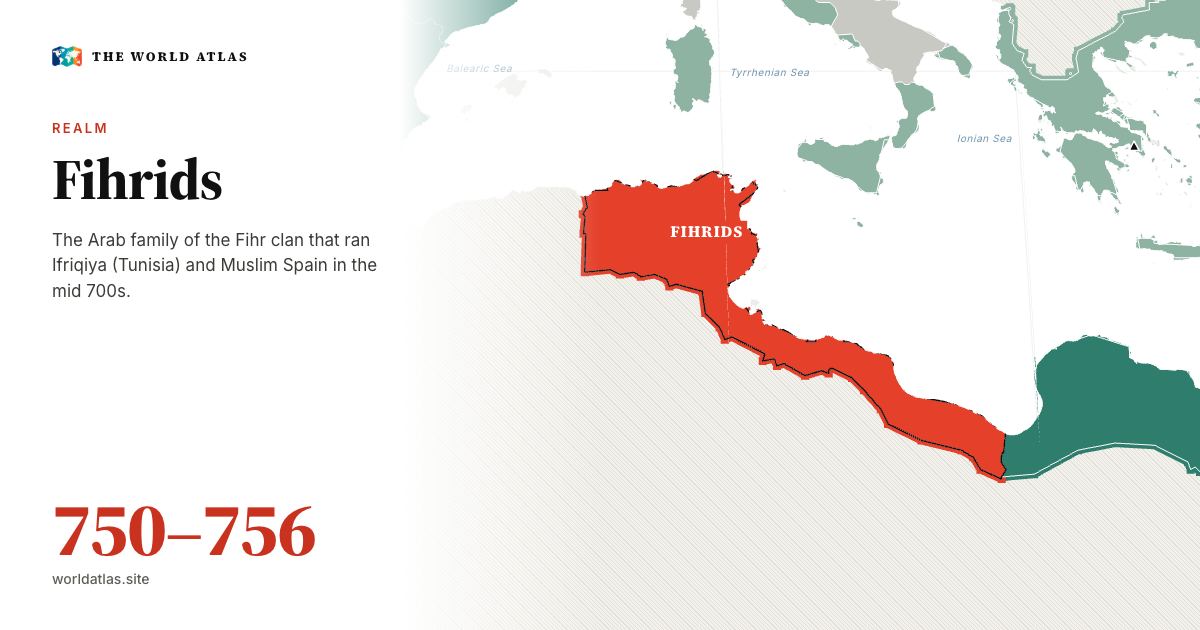 THE WORLD ATLAS
REALM
Fihrids
The Arab family of the Fihr clan that ran
Ifriqiya (Tunisia) and Muslim Spain in the
mid 700s.
750–756
worldatlas.site
Balearic Sea
Tyrrhenian Sea
Ionian Sea
FIHRIDS